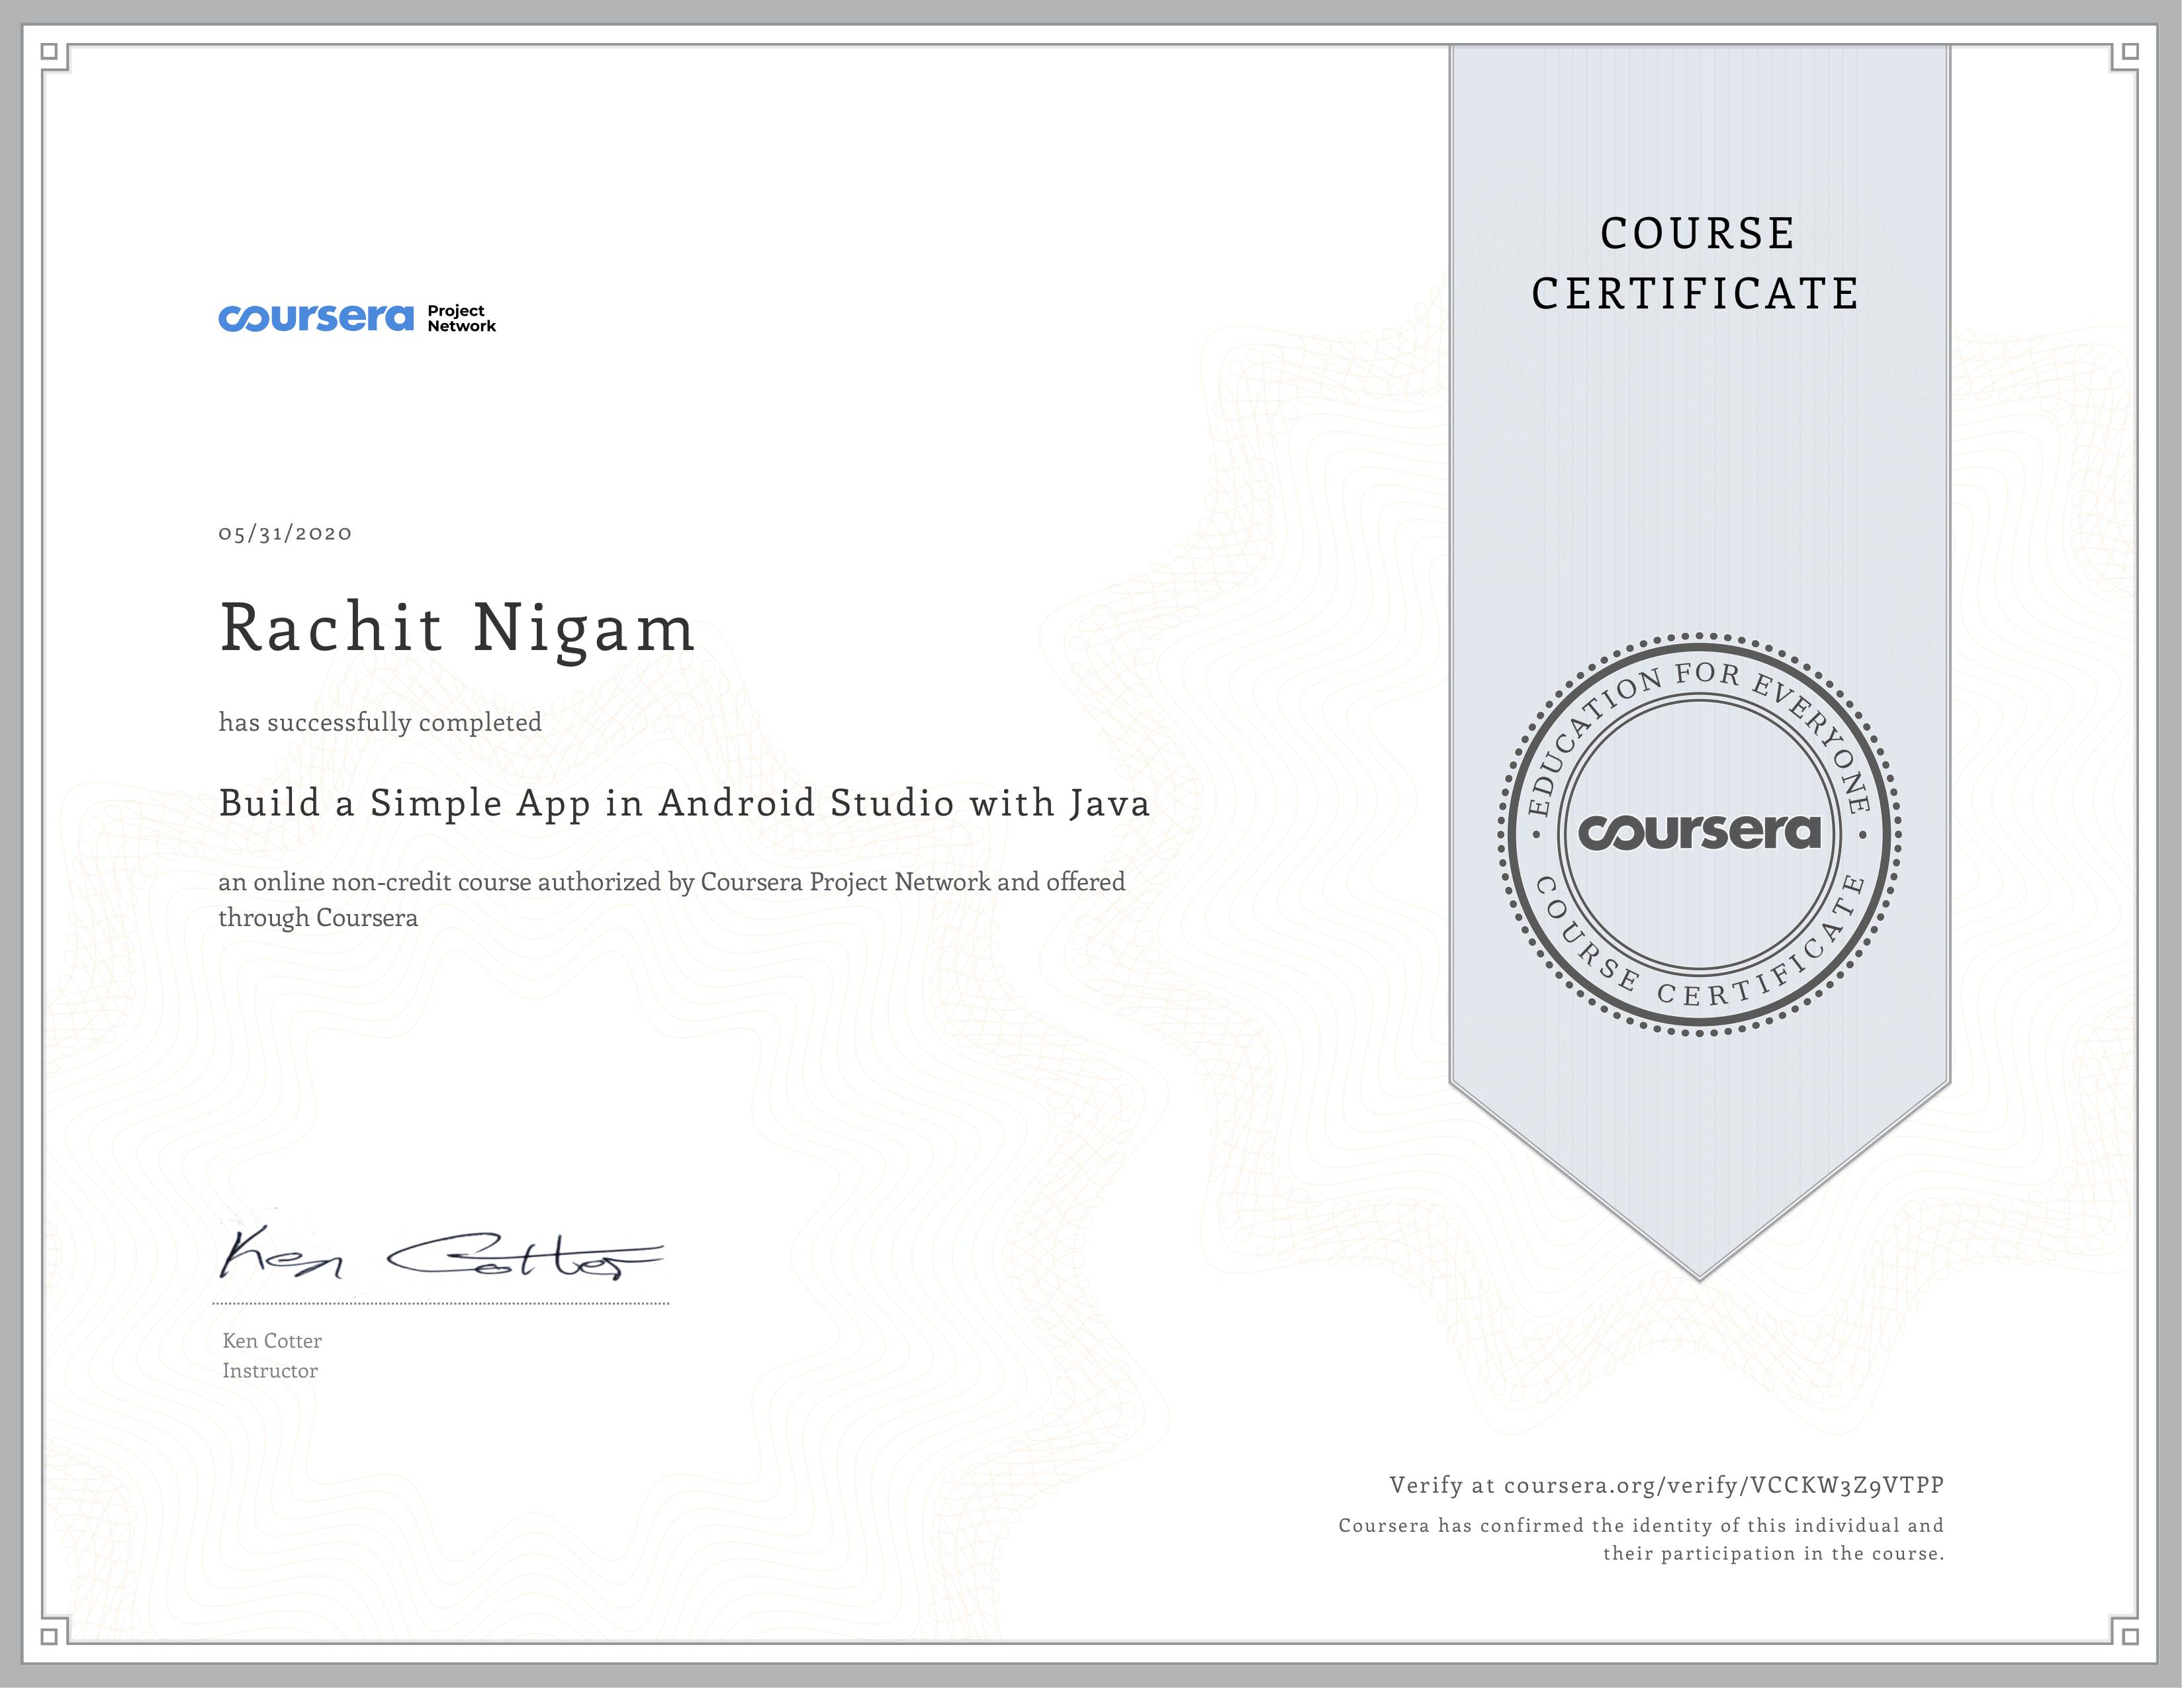 COURSE
CERTIFICATE
coursera Project
Network
05/31/2020
Rachit Nigam
has successfully completed
Build a Simple App in Android Studio with Java
an online non-credit course authorized by Coursera Project Network and offered
through Coursera
EDUCATION FOR EVERYONE
coursera
COURSE CERTIFICATE
Ken Cotter
Ken Cotter
Instructor
Verify at coursera.org/verify/VCCKW3Z9VTPP
Coursera has confirmed the identity of this individual and
their participation in the course.